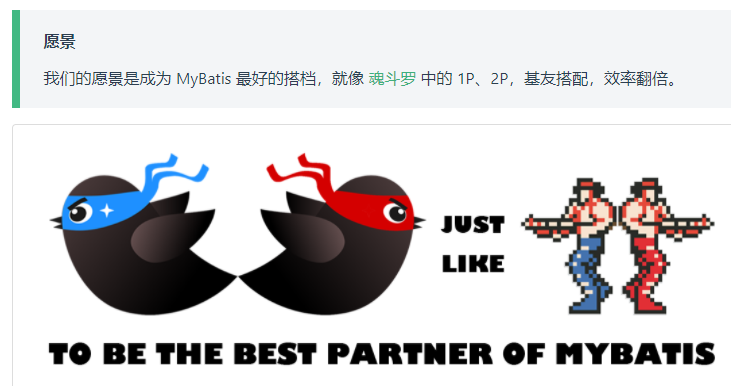 愿景
我们的愿景是成为 MyBatis 最好的搭档，就像 魂斗罗 中的 1P、2P，基友搭配，效率翻倍。
JUST
LIKE
TO BE THE BEST PARTNER OF MYBATIS